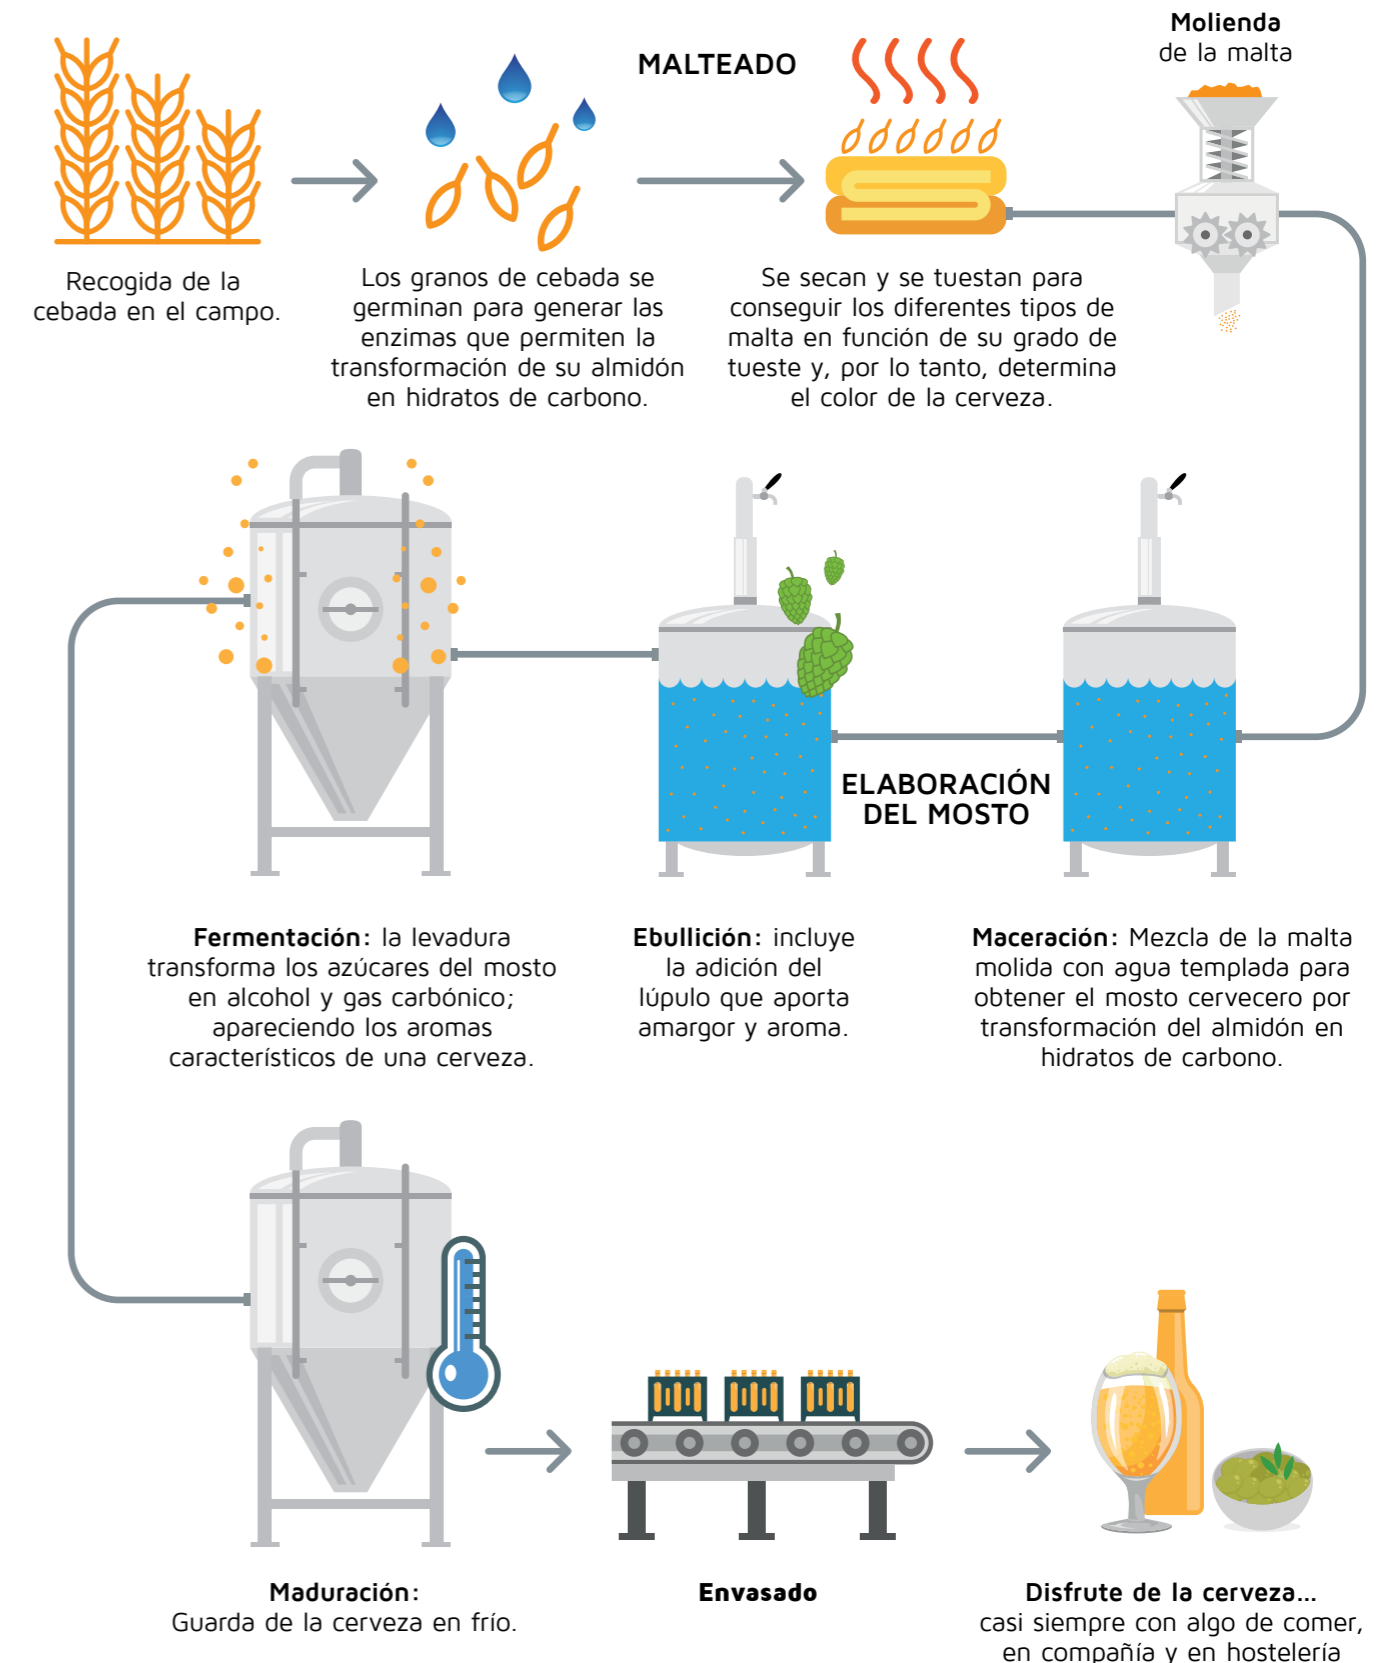 Recogida de la
cebada en el campo.
MALTEADO
Los granos de cebada se
germinan para generar las
enzimas que permiten la
transformación de su almidón
en hidratos de carbono.
Se secan y se tuestan para
conseguir los diferentes tipos de
malta en función de su grado de
tueste y, por lo tanto, determina
el color de la cerveza.
Molienda
de la malta
ELABORACIÓN
DEL MOSTO
Maceración: Mezcla de la malta
molida con agua templada para
obtener el mosto cervecero por
transformación del almidón en
hidratos de carbono.
Ebullición: incluye
la adición del
lúpulo que aporta
amargor y aroma.
Fermentación: la levadura
transforma los azúcares del mosto
en alcohol y gas carbónico;
apareciendo los aromas
característicos de una cerveza.
Maduración:
Guarda de la cerveza en frío.
Envasado
Disfrute de la cerveza...
casi siempre con algo de comer,
en compañía y en hostelería